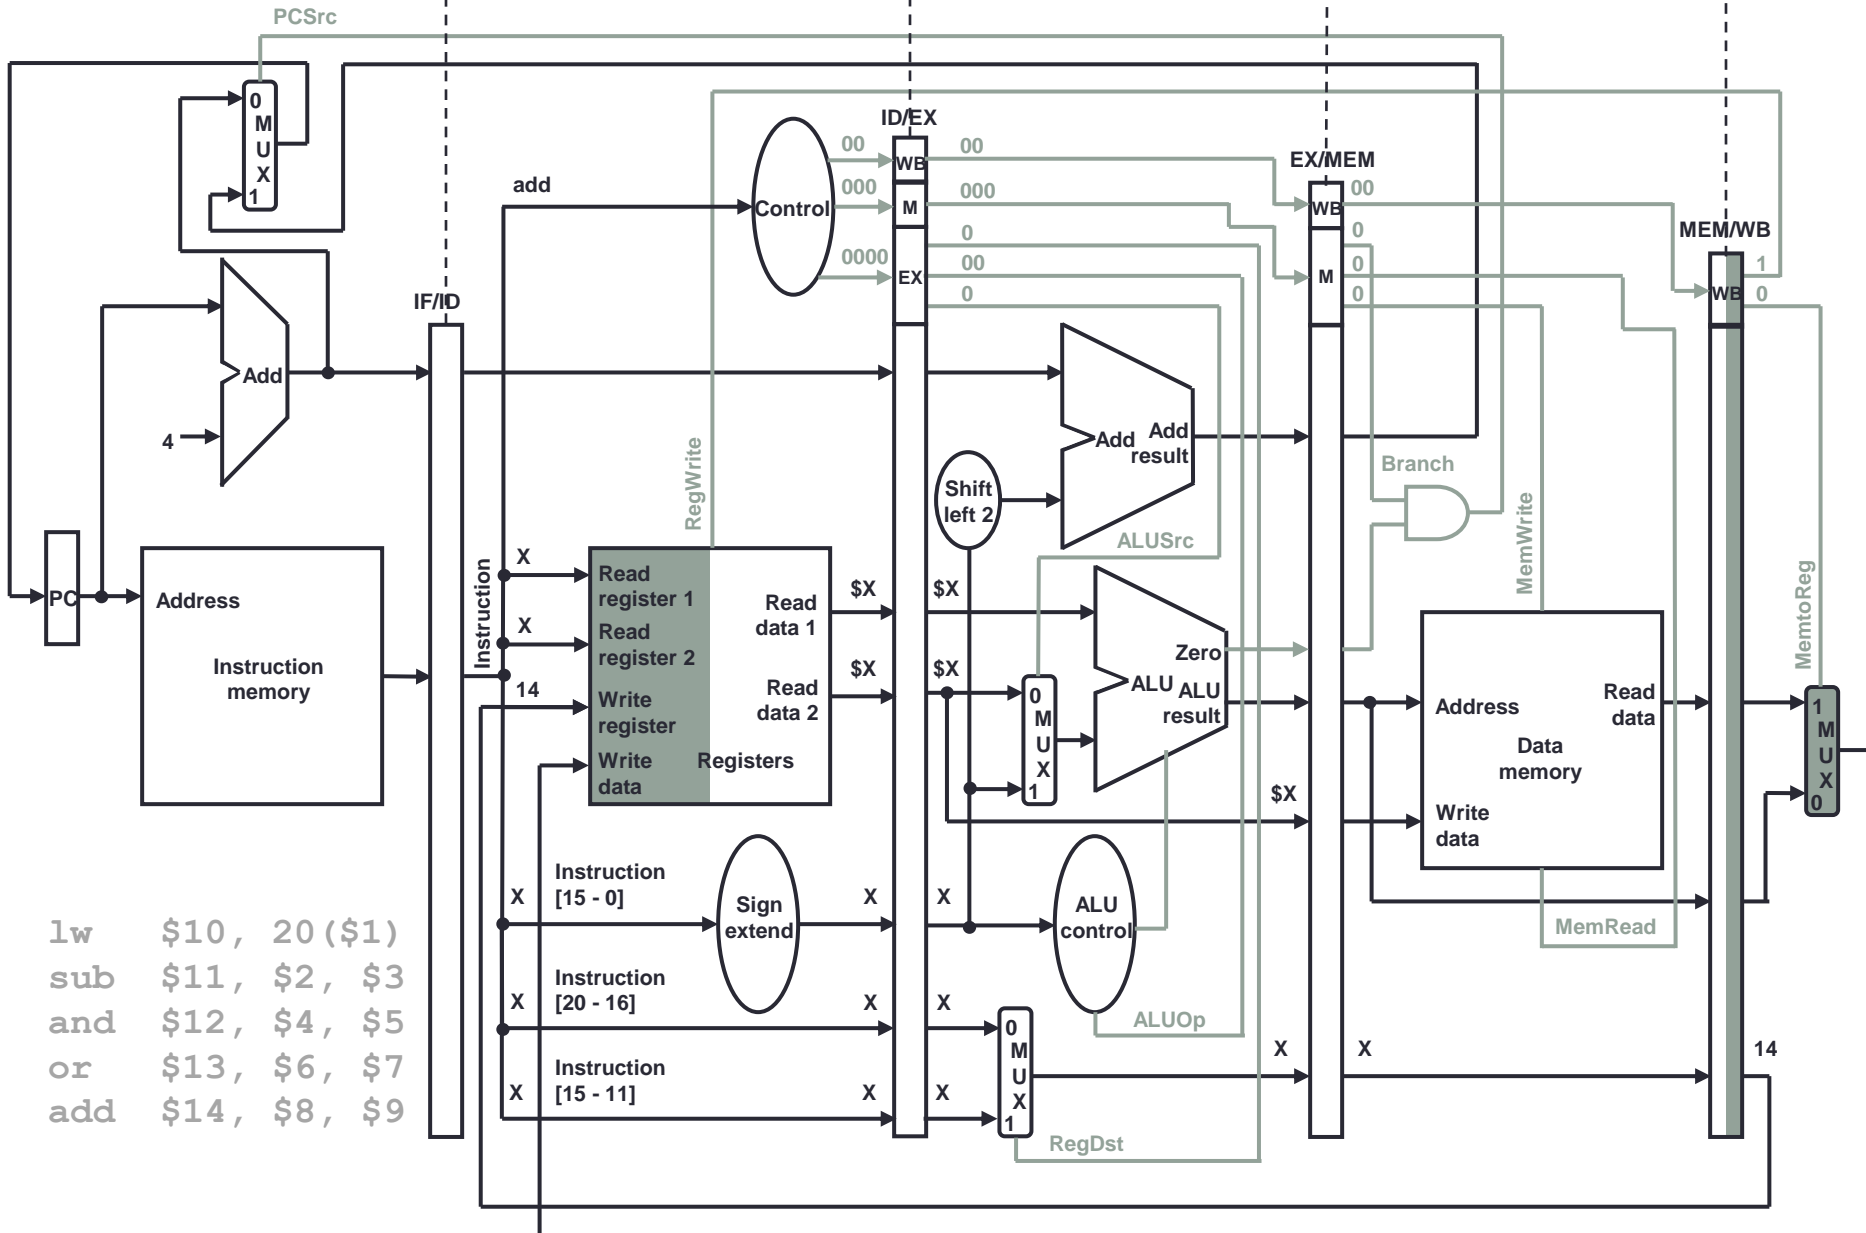 PCSrc
0
M
U
X
1
ID/EX
EX/MEM
MEM/WB
IF/ID
add
Control
00
000
0000
WB
M
EX
00
000
0
00
0
WB
M
00
0
0
0
WB
1
0
Add
4
Add
Add
result
Shift
left 2
RegWrite
ALUSrc
Branch
MemWrite
MemtoReg
PC
Address
Instruction
memory
Instruction
X
X
14
Read
register 1
Read
register 2
Write
register
Write
data
Registers
Read
data 1
Read
data 2
$X
$X
$X
$X
0
M
U
X
1
Zero
ALU
ALU
result
$X
Address
Read
data
Data
memory
Write
data
1
M
U
X
0
Instruction
[15 - 0]
X
Sign
extend
X
X
ALU
control
MemRead
Instruction
[20 - 16]
X
X
X
ALUOp
Instruction
[15 - 11]
X
X
X
0
M
U
X
1
RegDst
X
X
14
lw $10, 20($1)
sub $11, $2, $3
and $12, $4, $5
or $13, $6, $7
add $14, $8, $9